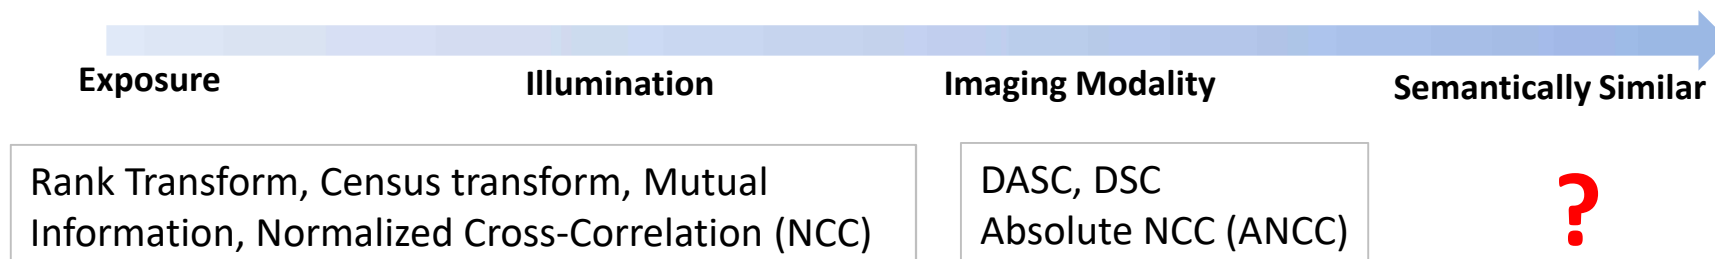 Exposure Illumination Imaging Modality Semantically Similar
Rank Transform, Census transform, Mutual
Information, Normalized Cross-Correlation (NCC)
DASC, DSC
Absolute NCC (ANCC)
?